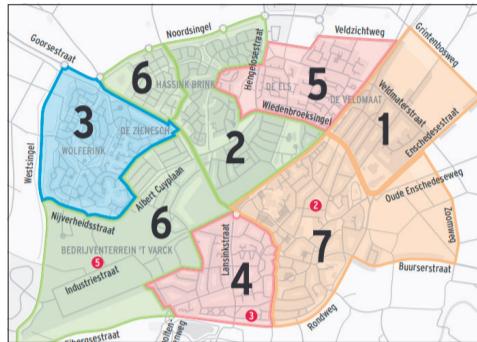 Goorsestraat
Noordsingel
Hengelosestraat
Veldzichtweg
Grintenbosweg
6
HASSINK-BRINK
DE ELS
5
DE VELDMAAT
3
DE ZIENESCH
WOLFERINK
Wiedenbroeksingel
Veldmaterstraat
1
Enschedesestraat
2
Westsingel
Albert Cuyplaan
Oude Enschedeseweg
Nijverheidsstraat
6
2
Zoomweg
BEDRIJVENTERREIN 'T VARCK
7
5
Industriestraat
Lansinkstraat
4
Buurserstraat
3
Rondweg